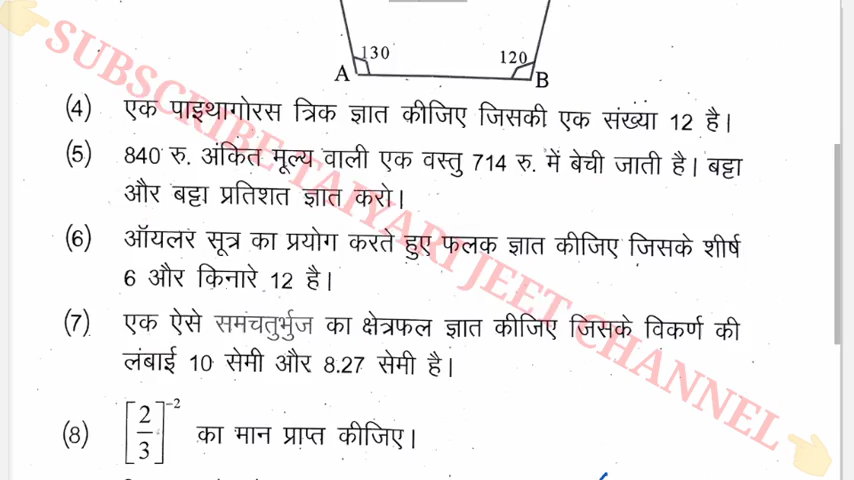 130
120
A
B
(4) एक पाइथागोरस त्रिक ज्ञात कीजिए जिसकी एक संख्या 12 है।
(5) 840 रु. अंकित मूल्य वाली एक वस्तु 714 रु. में बेची जाती है। बट्टा
और बट्टा प्रतिशत ज्ञात करो।
(6) ऑयलर सूत्र का प्रयोग करते हुए फलक ज्ञात कीजिए जिसके शीर्ष
6 और किनारे 12 है।
(7) एक ऐसे समचतुर्भुज का क्षेत्रफल ज्ञात कीजिए जिसके विकर्ण की
लंबाई 10 सेमी और 8.27 सेमी है।
(8) [2/3]⁻² का मान प्राप्त कीजिए।
SUBSCRIBE TAIYARI JEET CHANNEL